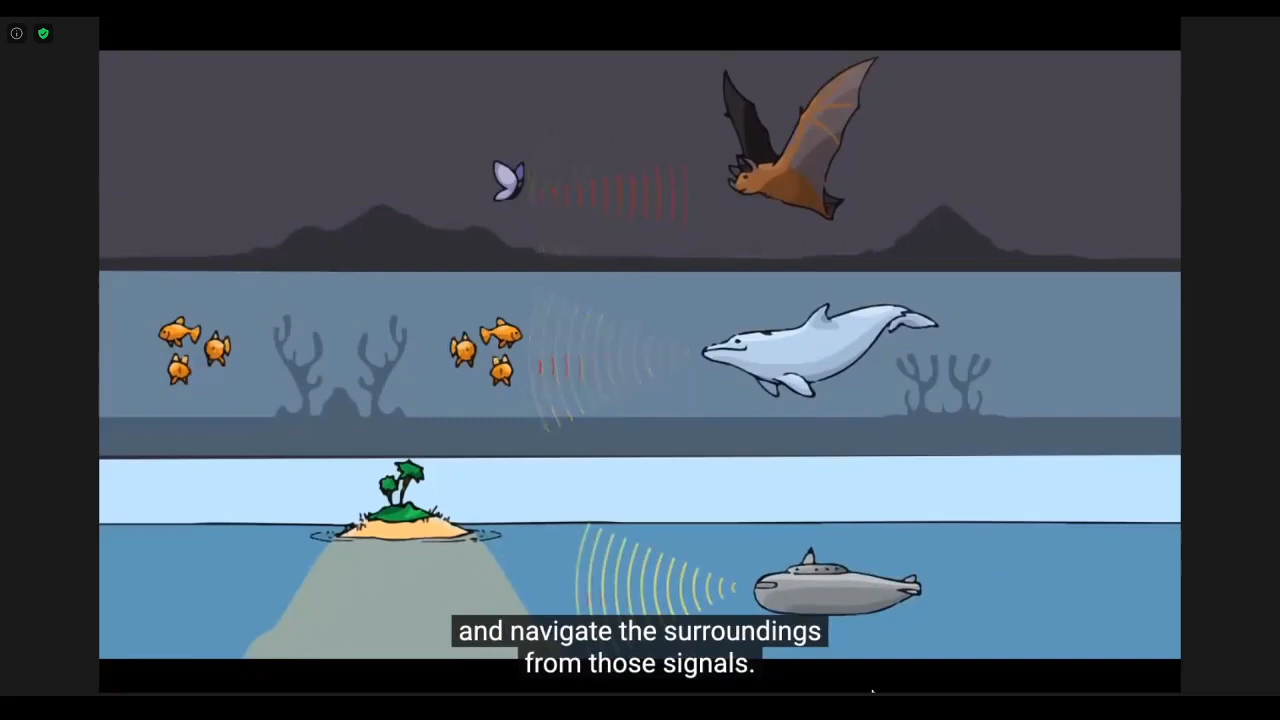 and navigate the surroundings
from those signals.